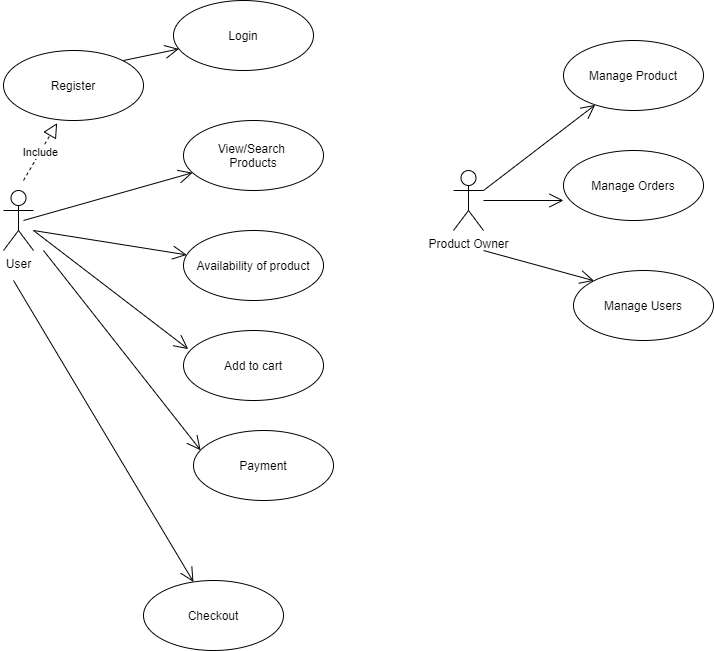 Login
Register
Include
View/Search
Products
User
Availability of product
Add to cart
Payment
Checkout
Manage Product
Manage Orders
Product Owner
Manage Users